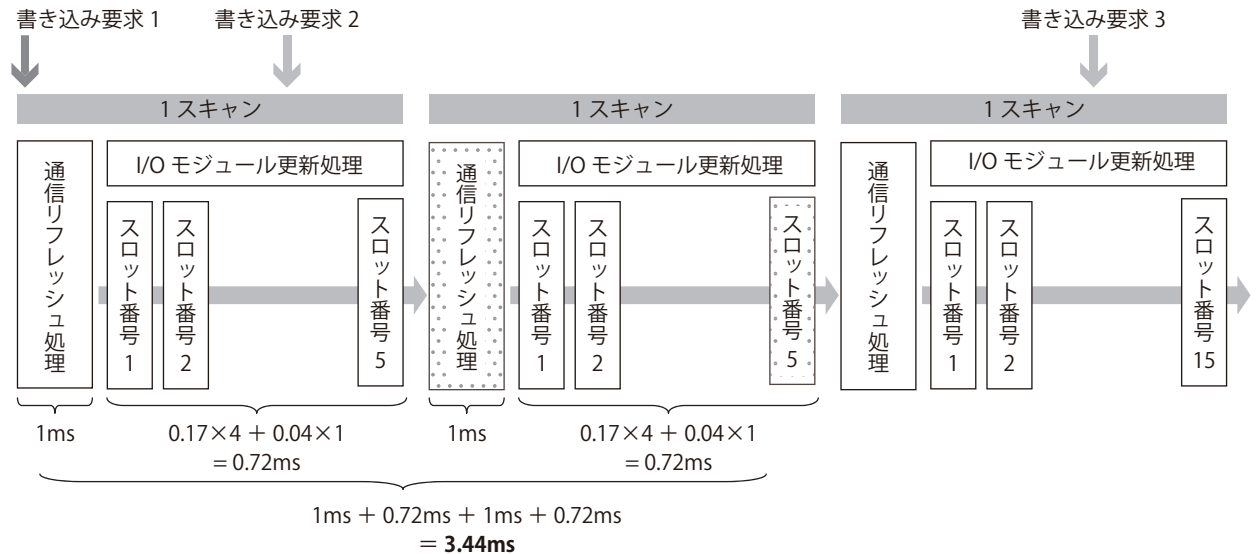 書き込み要求 1
書き込み要求 2
書き込み要求 3
1 スキャン
1 スキャン
1 スキャン
通信リフレッシュ処理
I/O モジュール更新処理
スロット番号 1
スロット番号 2
スロット番号 5
通信リフレッシュ処理
I/O モジュール更新処理
スロット番号 1
スロット番号 2
スロット番号 5
通信リフレッシュ処理
I/O モジュール更新処理
スロット番号 1
スロット番号 2
スロット番号 15
1ms
0.17×4 + 0.04×1
= 0.72ms
1ms
0.17×4 + 0.04×1
= 0.72ms
1ms + 0.72ms + 1ms + 0.72ms
= 3.44ms